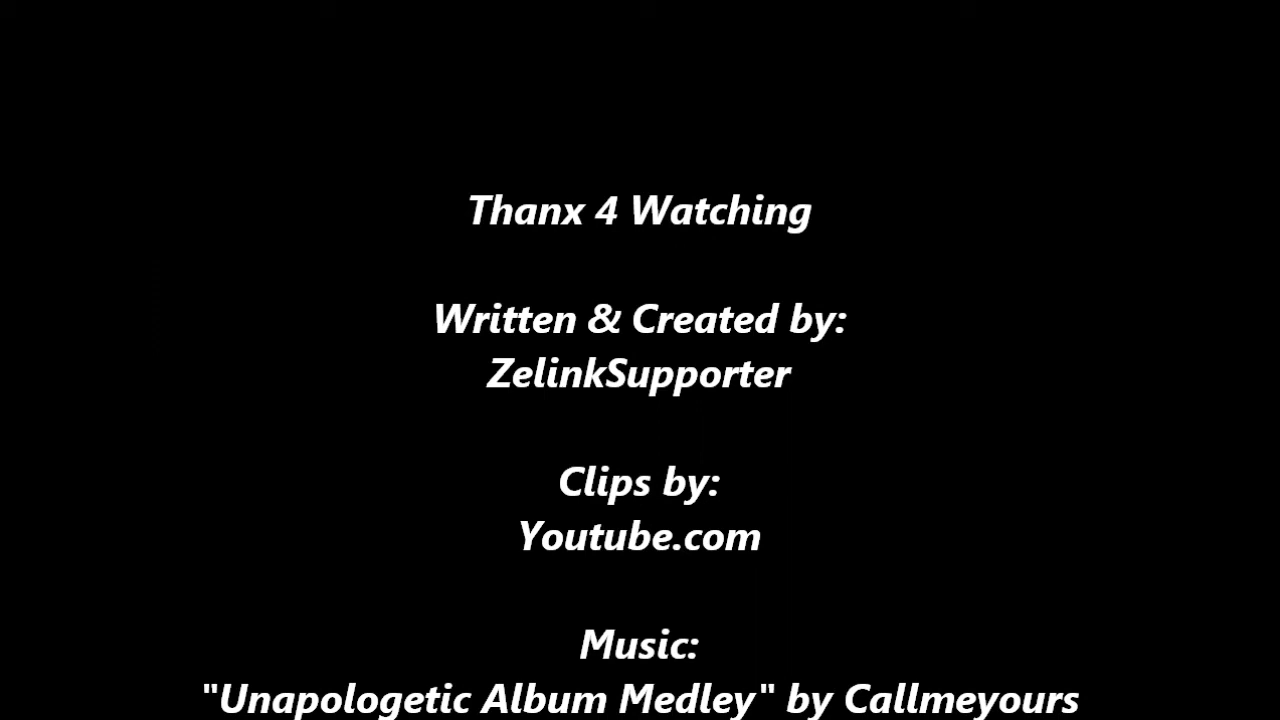 Thanx 4 Watching
Written & Created by:
ZelinkSupporter
Clips by:
Youtube.com
Music:
"Unapologetic Album Medley" by Callmeyours